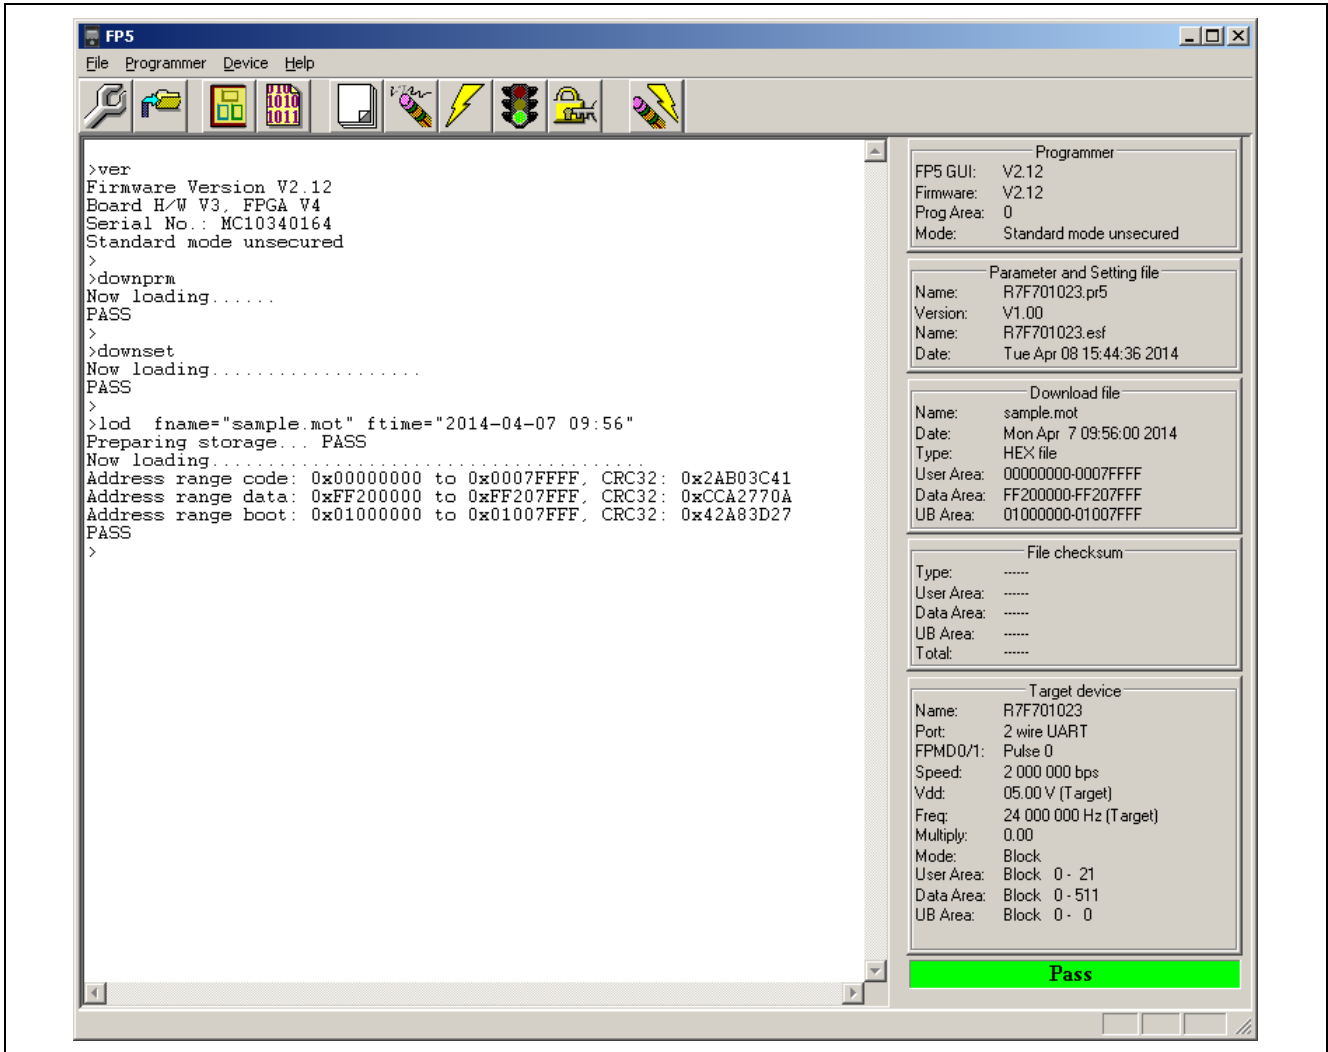 FP5
File Programmer Device Help
1010
1011
>ver
Firmware Version V2.12
Board H/W V3, FPGA V4
Serial No.: MC10340164
Standard mode unsecured
>
>downprm
Now loading......
PASS
>
>downset
Now loading...................
PASS
>
>lod  fname="sample.mot" ftime="2014-04-07 09:56"
Preparing storage... PASS
Now loading.......................................
Address range code: 0x00000000 to 0x0007FFFF, CRC32: 0x2AB03C41
Address range data: 0xFF200000 to 0xFF207FFF, CRC32: 0xCCA2770A
Address range boot: 0x01000000 to 0x01007FFF, CRC32: 0x42A83D27
PASS
>
Programmer
FP5 GUI: V2.12
Firmware: V2.12
Prog Area: 0
Mode: Standard mode unsecured
Parameter and Setting file
Name: R7F701023.pr5
Version: V1.00
Name: R7F701023.esf
Date: Tue Apr 08 15:44:36 2014
Download file
Name: sample.mot
Date: Mon Apr  7 09:56:00 2014
Type: HEX file
User Area: 00000000-0007FFFF
Data Area: FF200000-FF207FFF
UB Area: 01000000-01007FFF
File checksum
Type: ------
User Area: ------
Data Area: ------
UB Area: ------
Total: ------
Target device
Name: R7F701023
Port: 2 wire UART
FPMD0/1: Pulse 0
Speed: 2 000 000 bps
Vdd: 05.00 V (Target)
Freq: 24 000 000 Hz (Target)
Multiply: 0.00
Mode: Block
User Area: Block 0 - 21
Data Area: Block 0 - 511
UB Area: Block 0 - 0
Pass